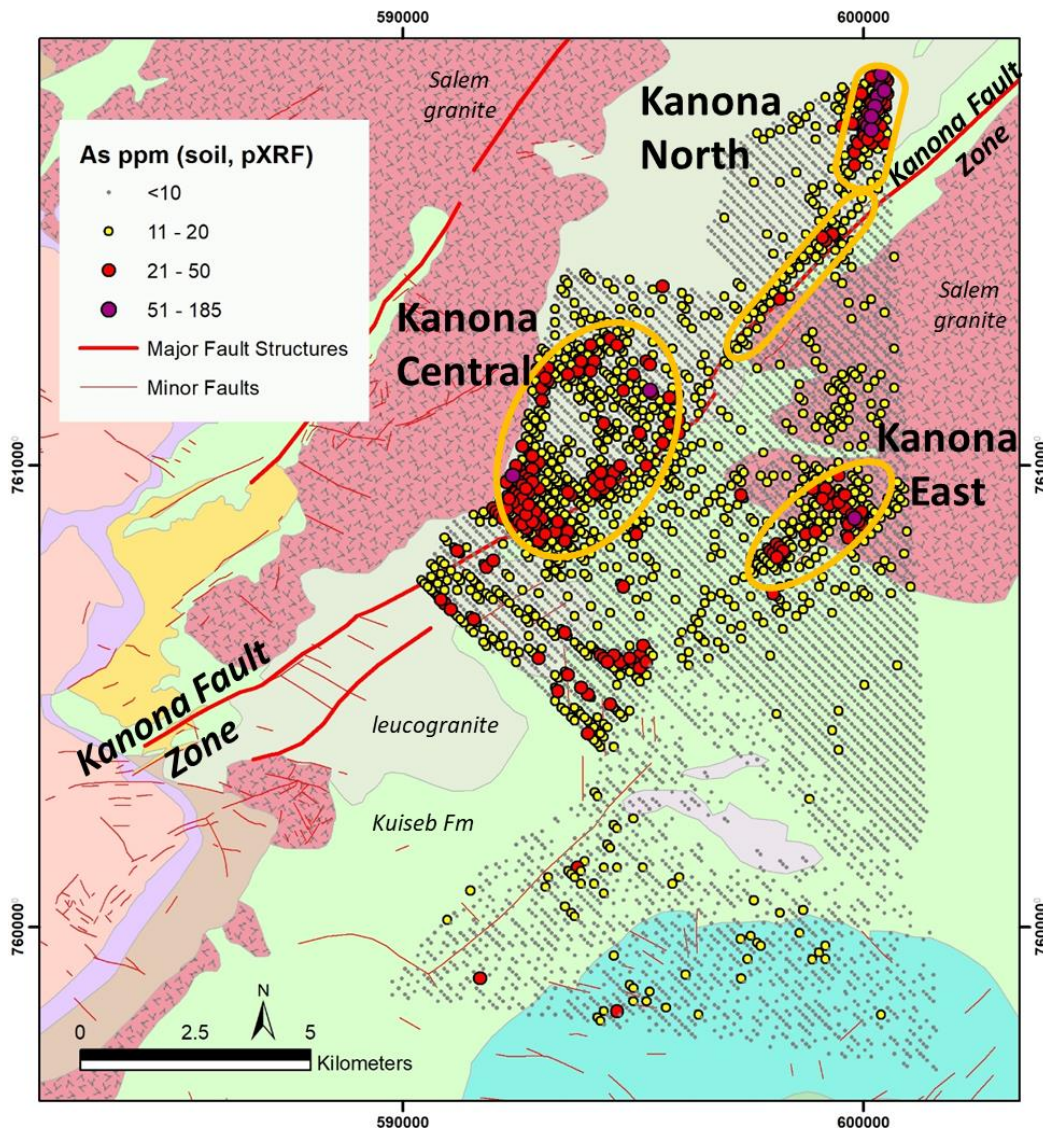 590000
600000
Salem
granite
Kanona
North
Kanona Fault
Zone
As ppm (soil, pXRF)
<10
11 - 20
21 - 50
51 - 185
Major Fault Structures
Minor Faults
Salem
granite
Kanona
Central
Kanona
East
761000
761000
Kanona Fault
Zone
leucogranite
Kuiseb Fm
760000
760000
N
0 2.5 5
Kilometers
590000
600000